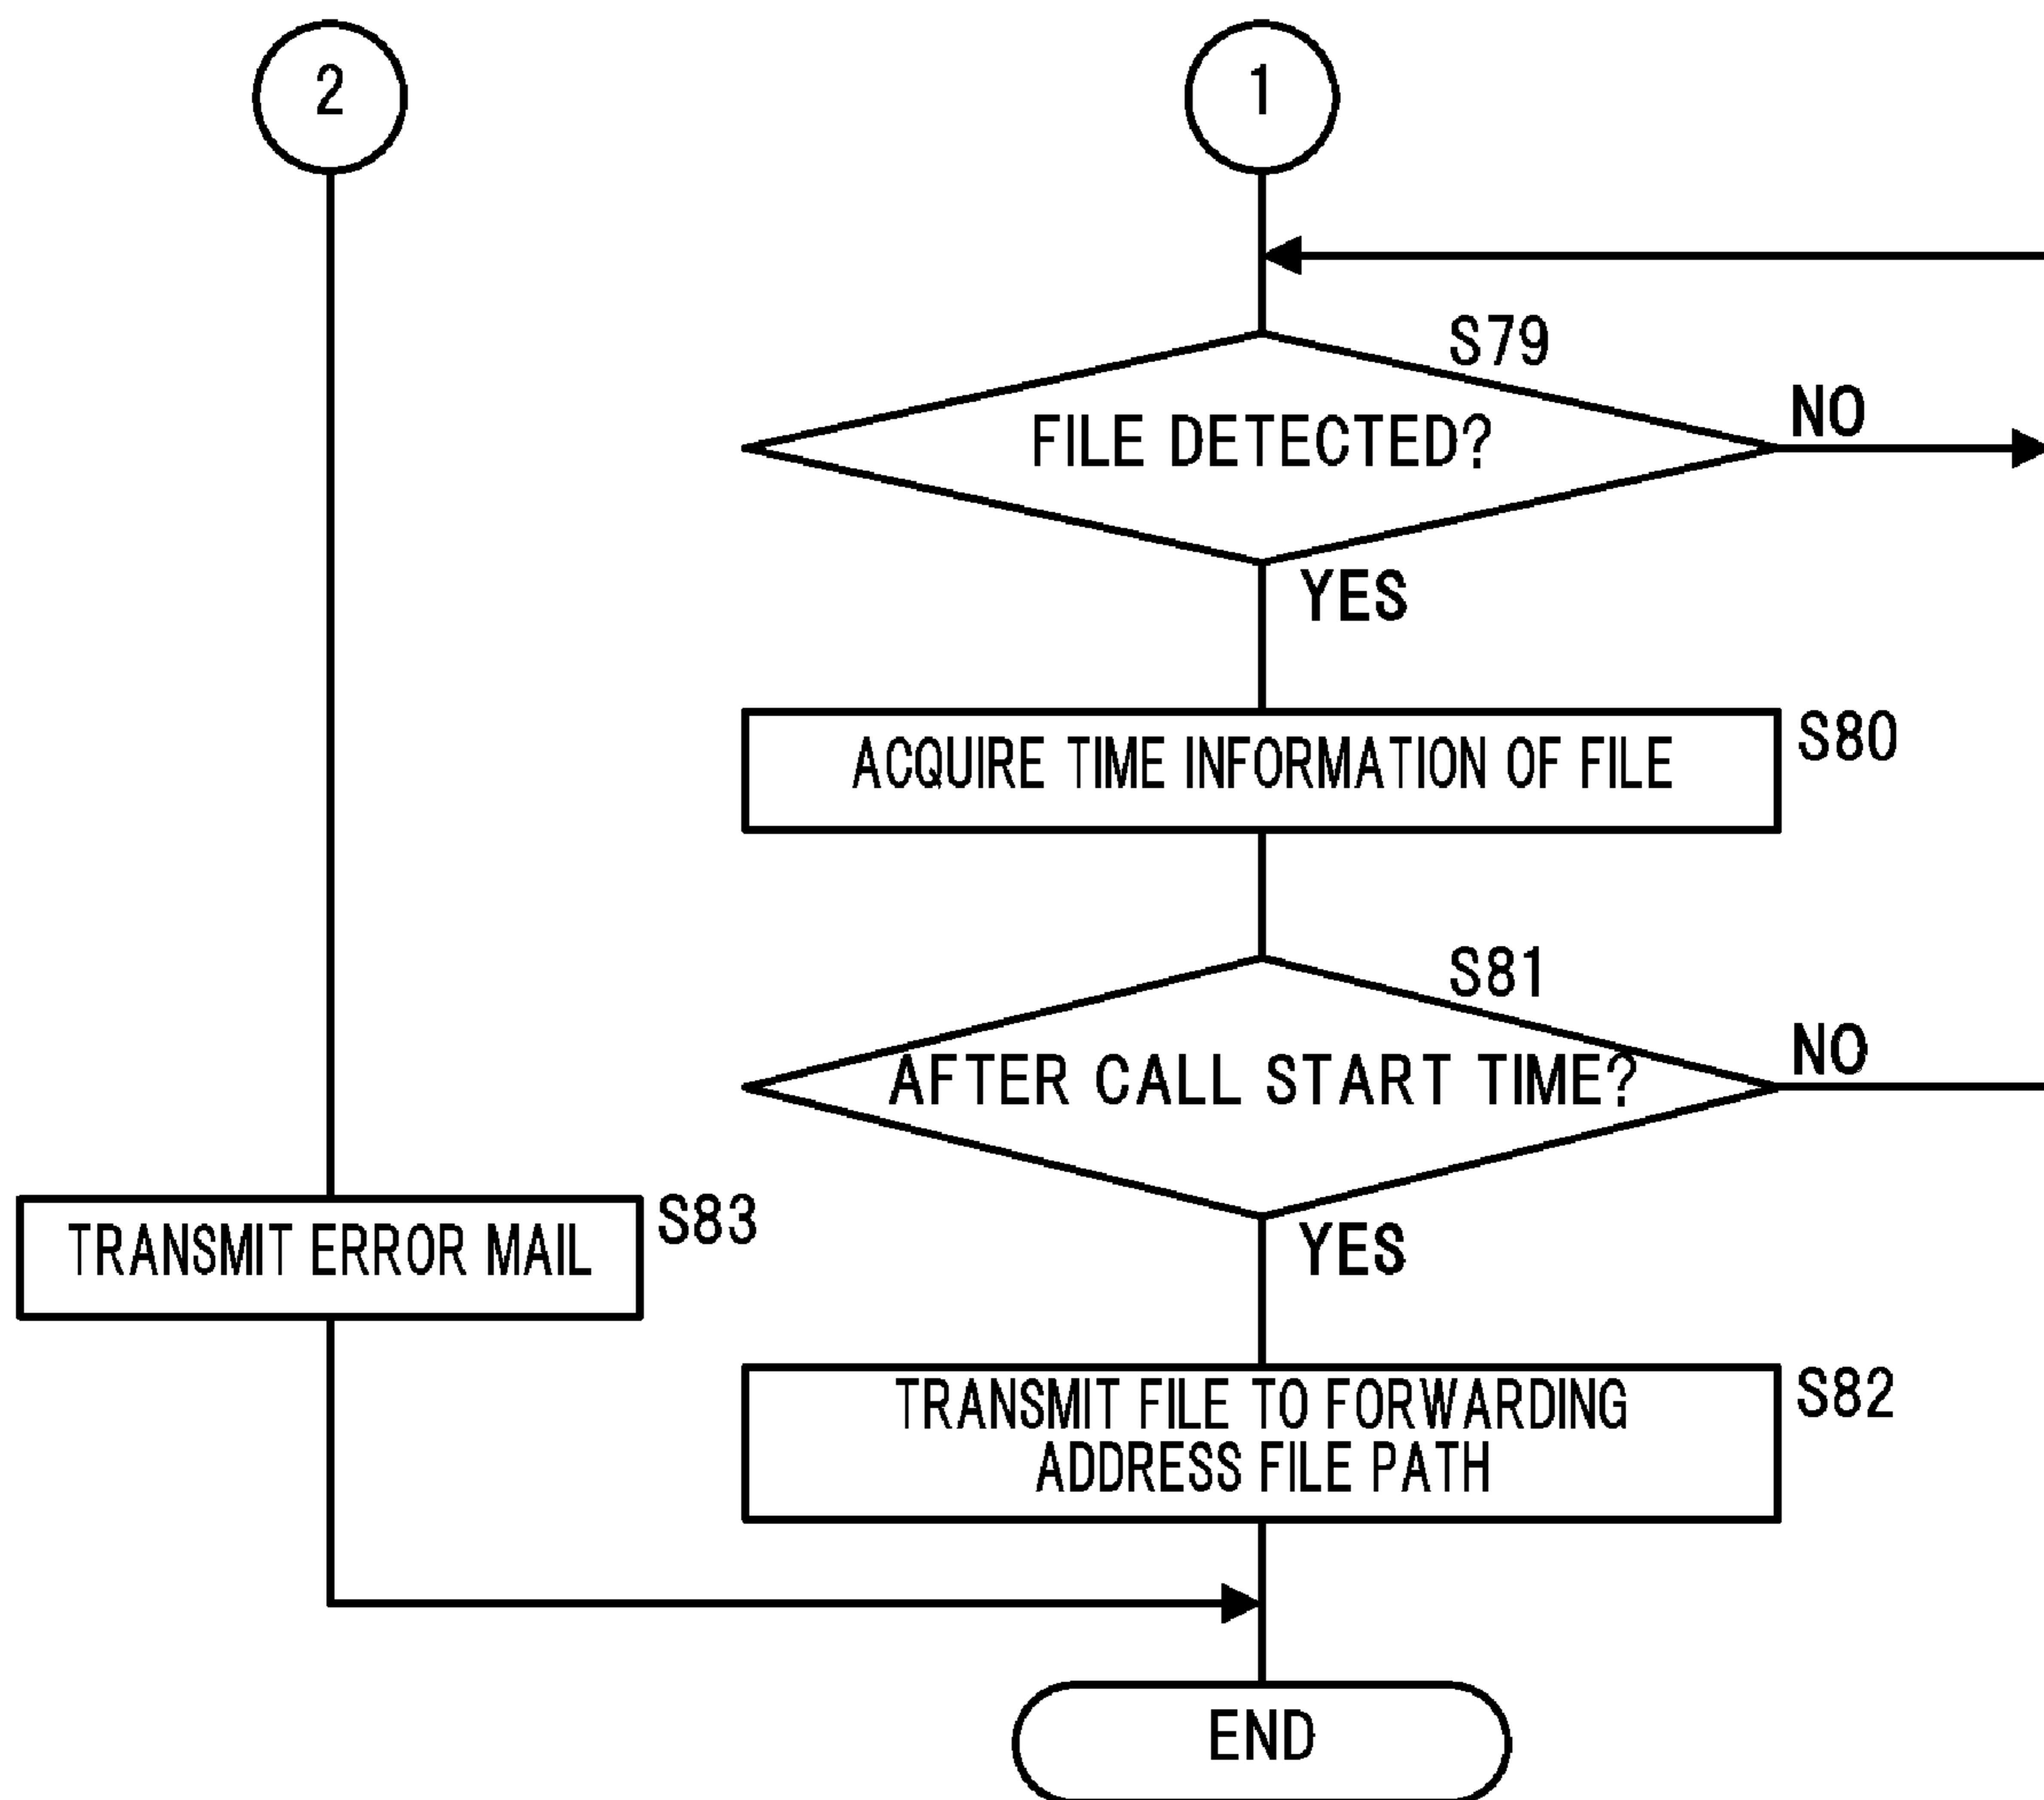 2
1
S79
FILE DETECTED?
NO
YES
ACQUIRE TIME INFORMATION OF FILE
S80
S81
AFTER CALL START TIME?
NO
TRANSMIT ERROR MAIL
S83
YES
TRANSMIT FILE TO FORWARDING
ADDRESS FILE PATH
S82
END